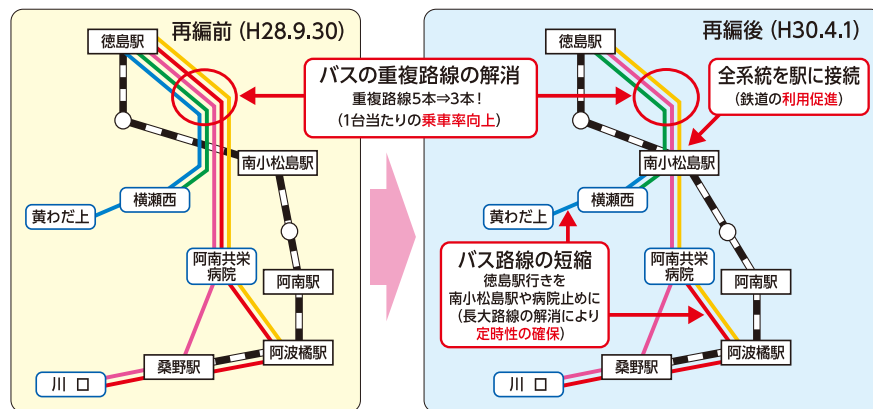 再編前 (H28.9.30)
徳島駅
南小松島駅
横瀬西
黄わだ上
阿南共栄
病院
阿南駅
阿波橘駅
桑野駅
川 口
バスの重複路線の解消
重複路線5本⇒3本！
(1台当たりの乗車率向上)
再編後 (H30.4.1)
徳島駅
全系統を駅に接続
(鉄道の利用促進)
南小松島駅
横瀬西
黄わだ上
バス路線の短縮
徳島駅行きを
南小松島駅や病院止めに
(長大路線の解消により
定時性の確保)
阿南共栄
病院
阿南駅
阿波橘駅
桑野駅
川 口